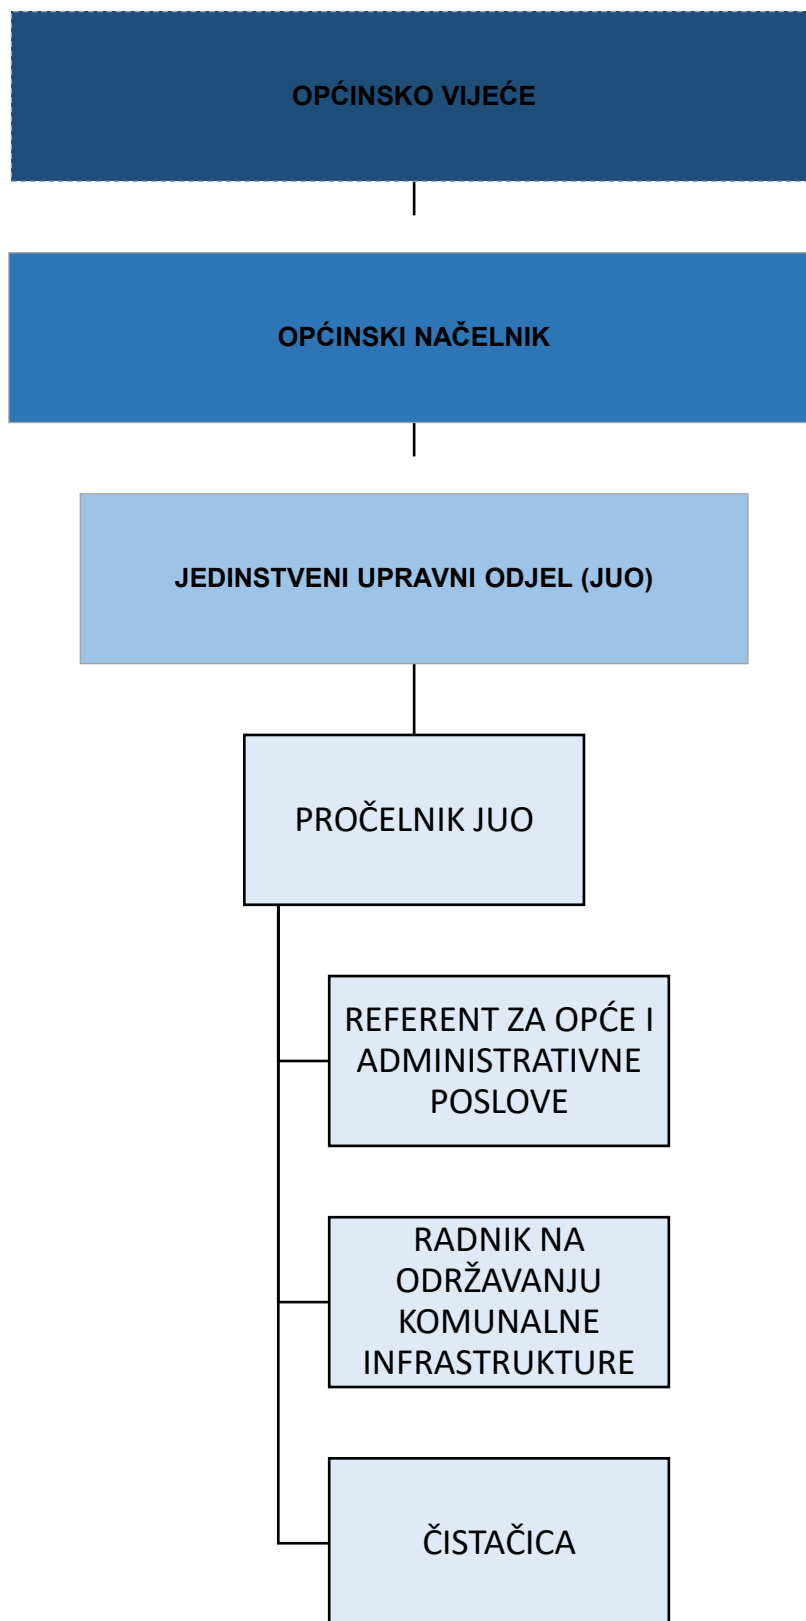 OPĆINSKO VIJEĆE
OPĆINSKI NAČELNIK
JEDINSTVENI UPRAVNI ODJEL (JUO)
PROČELNIK JUO
REFERENT ZA OPĆE I
ADMINISTRATIVNE
POSLOVE
RADNIK NA
ODRŽAVANJU
KOMUNALNE
INFRASTRUKTURE
ČISTAČICA